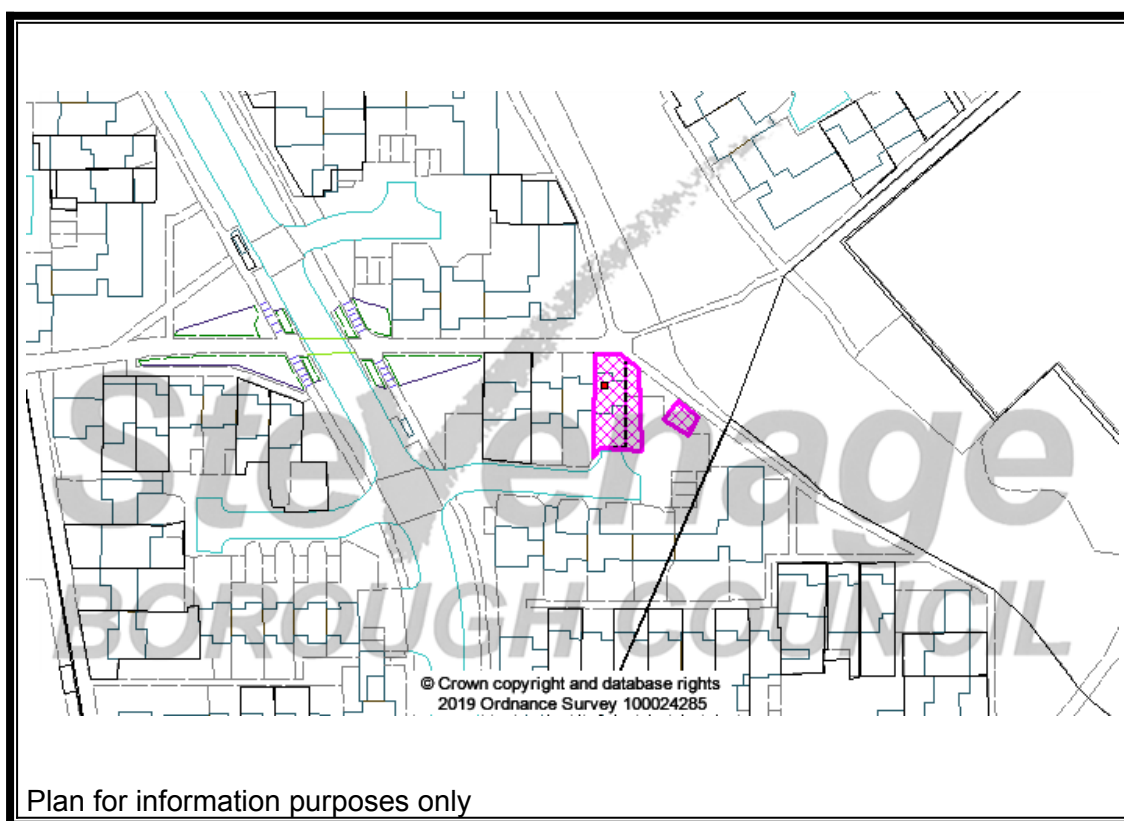 Stevenage
BOROUGH COUNCIL
© Crown copyright and database rights
2019 Ordnance Survey 100024285
Plan for information purposes only